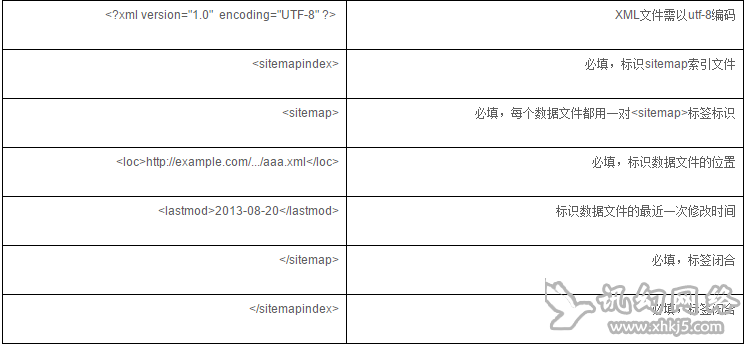 <?xml version="1.0" encoding="UTF-8" ?> XML文件需以utf-8编码
<sitemapindex> 必填，标识sitemap索引文件
<sitemap> 必填，每个数据文件都用一对<sitemap>标签标识
<loc>http://example.com/.../aaa.xml</loc> 必填，标识数据文件的位置
<lastmod>2013-08-20</lastmod> 标识数据文件的最近一次修改时间
</sitemap> 必填，标签闭合
</sitemapindex> 必填，标签闭合
讯幻网络
www.xhkj5.com